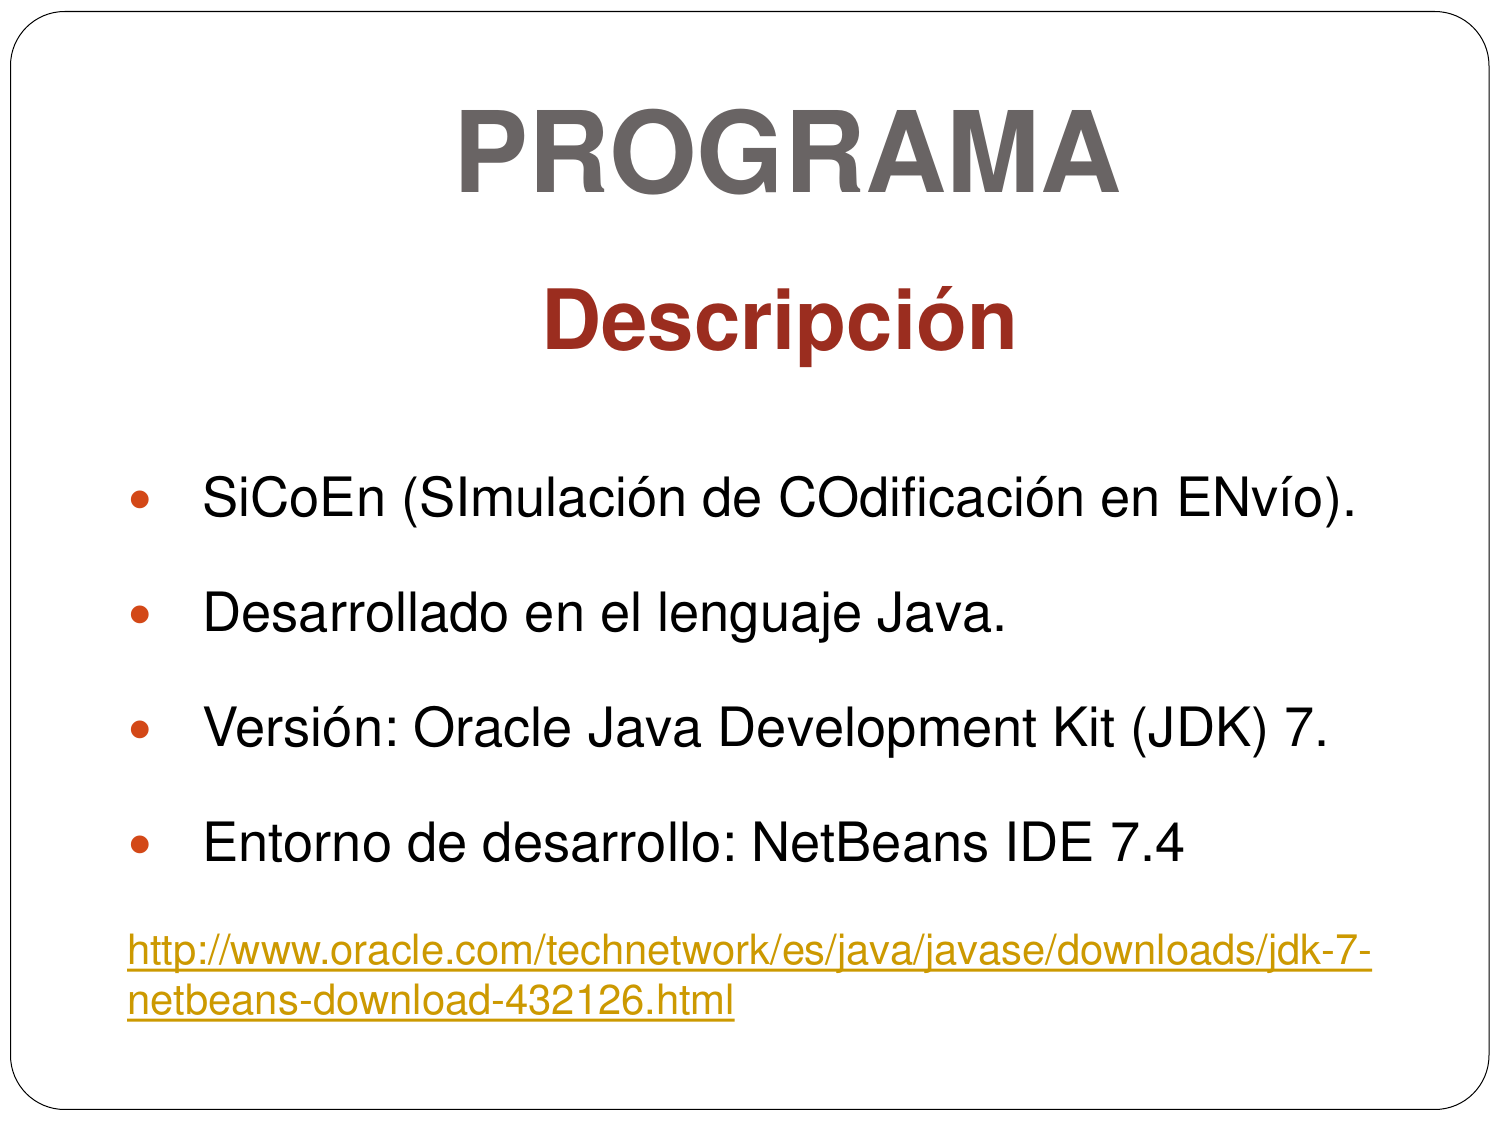 PROGRAMA
Descripción
• SiCoEn (SImulación de COdificación en ENvío).
• Desarrollado en el lenguaje Java.
• Versión: Oracle Java Development Kit (JDK) 7.
• Entorno de desarrollo: NetBeans IDE 7.4
http://www.oracle.com/technetwork/es/java/javase/downloads/jdk-7-
netbeans-download-432126.html